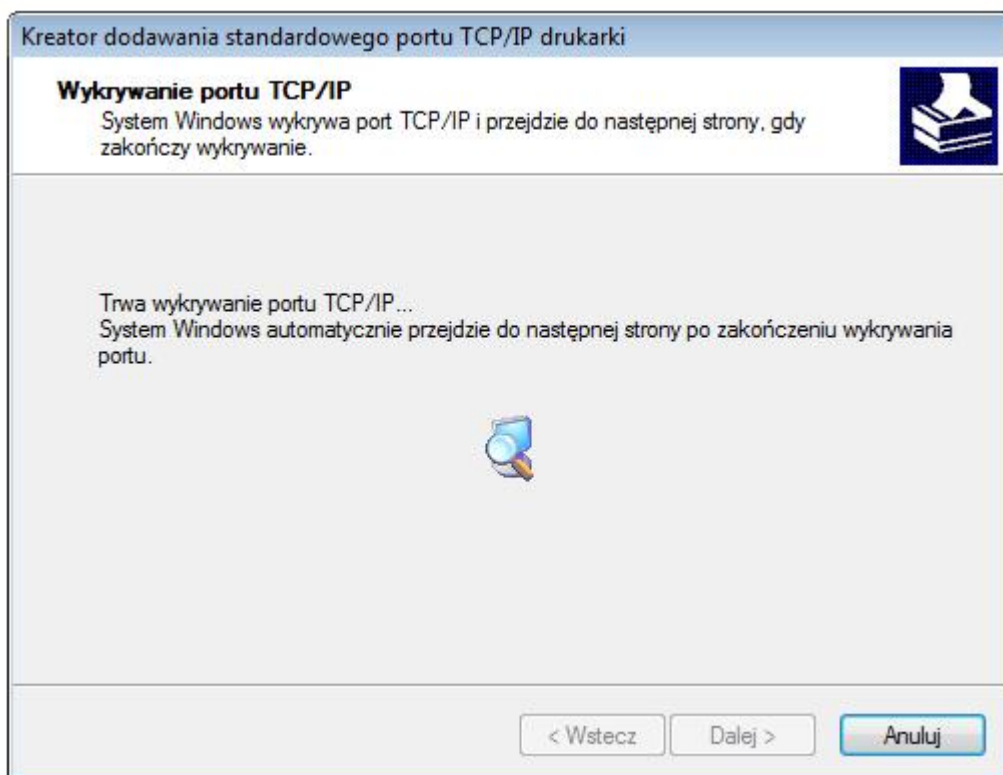 Kreator dodawania standardowego portu TCP/IP drukarki
Wykrywanie portu TCP/IP
System Windows wykrywa port TCP/IP i przejdzie do następnej strony, gdy
zakończy wykrywanie.
Trwa wykrywanie portu TCP/IP...
System Windows automatycznie przejdzie do następnej strony po zakończeniu wykrywania
portu.
< Wstecz
Dalej >
Anuluj